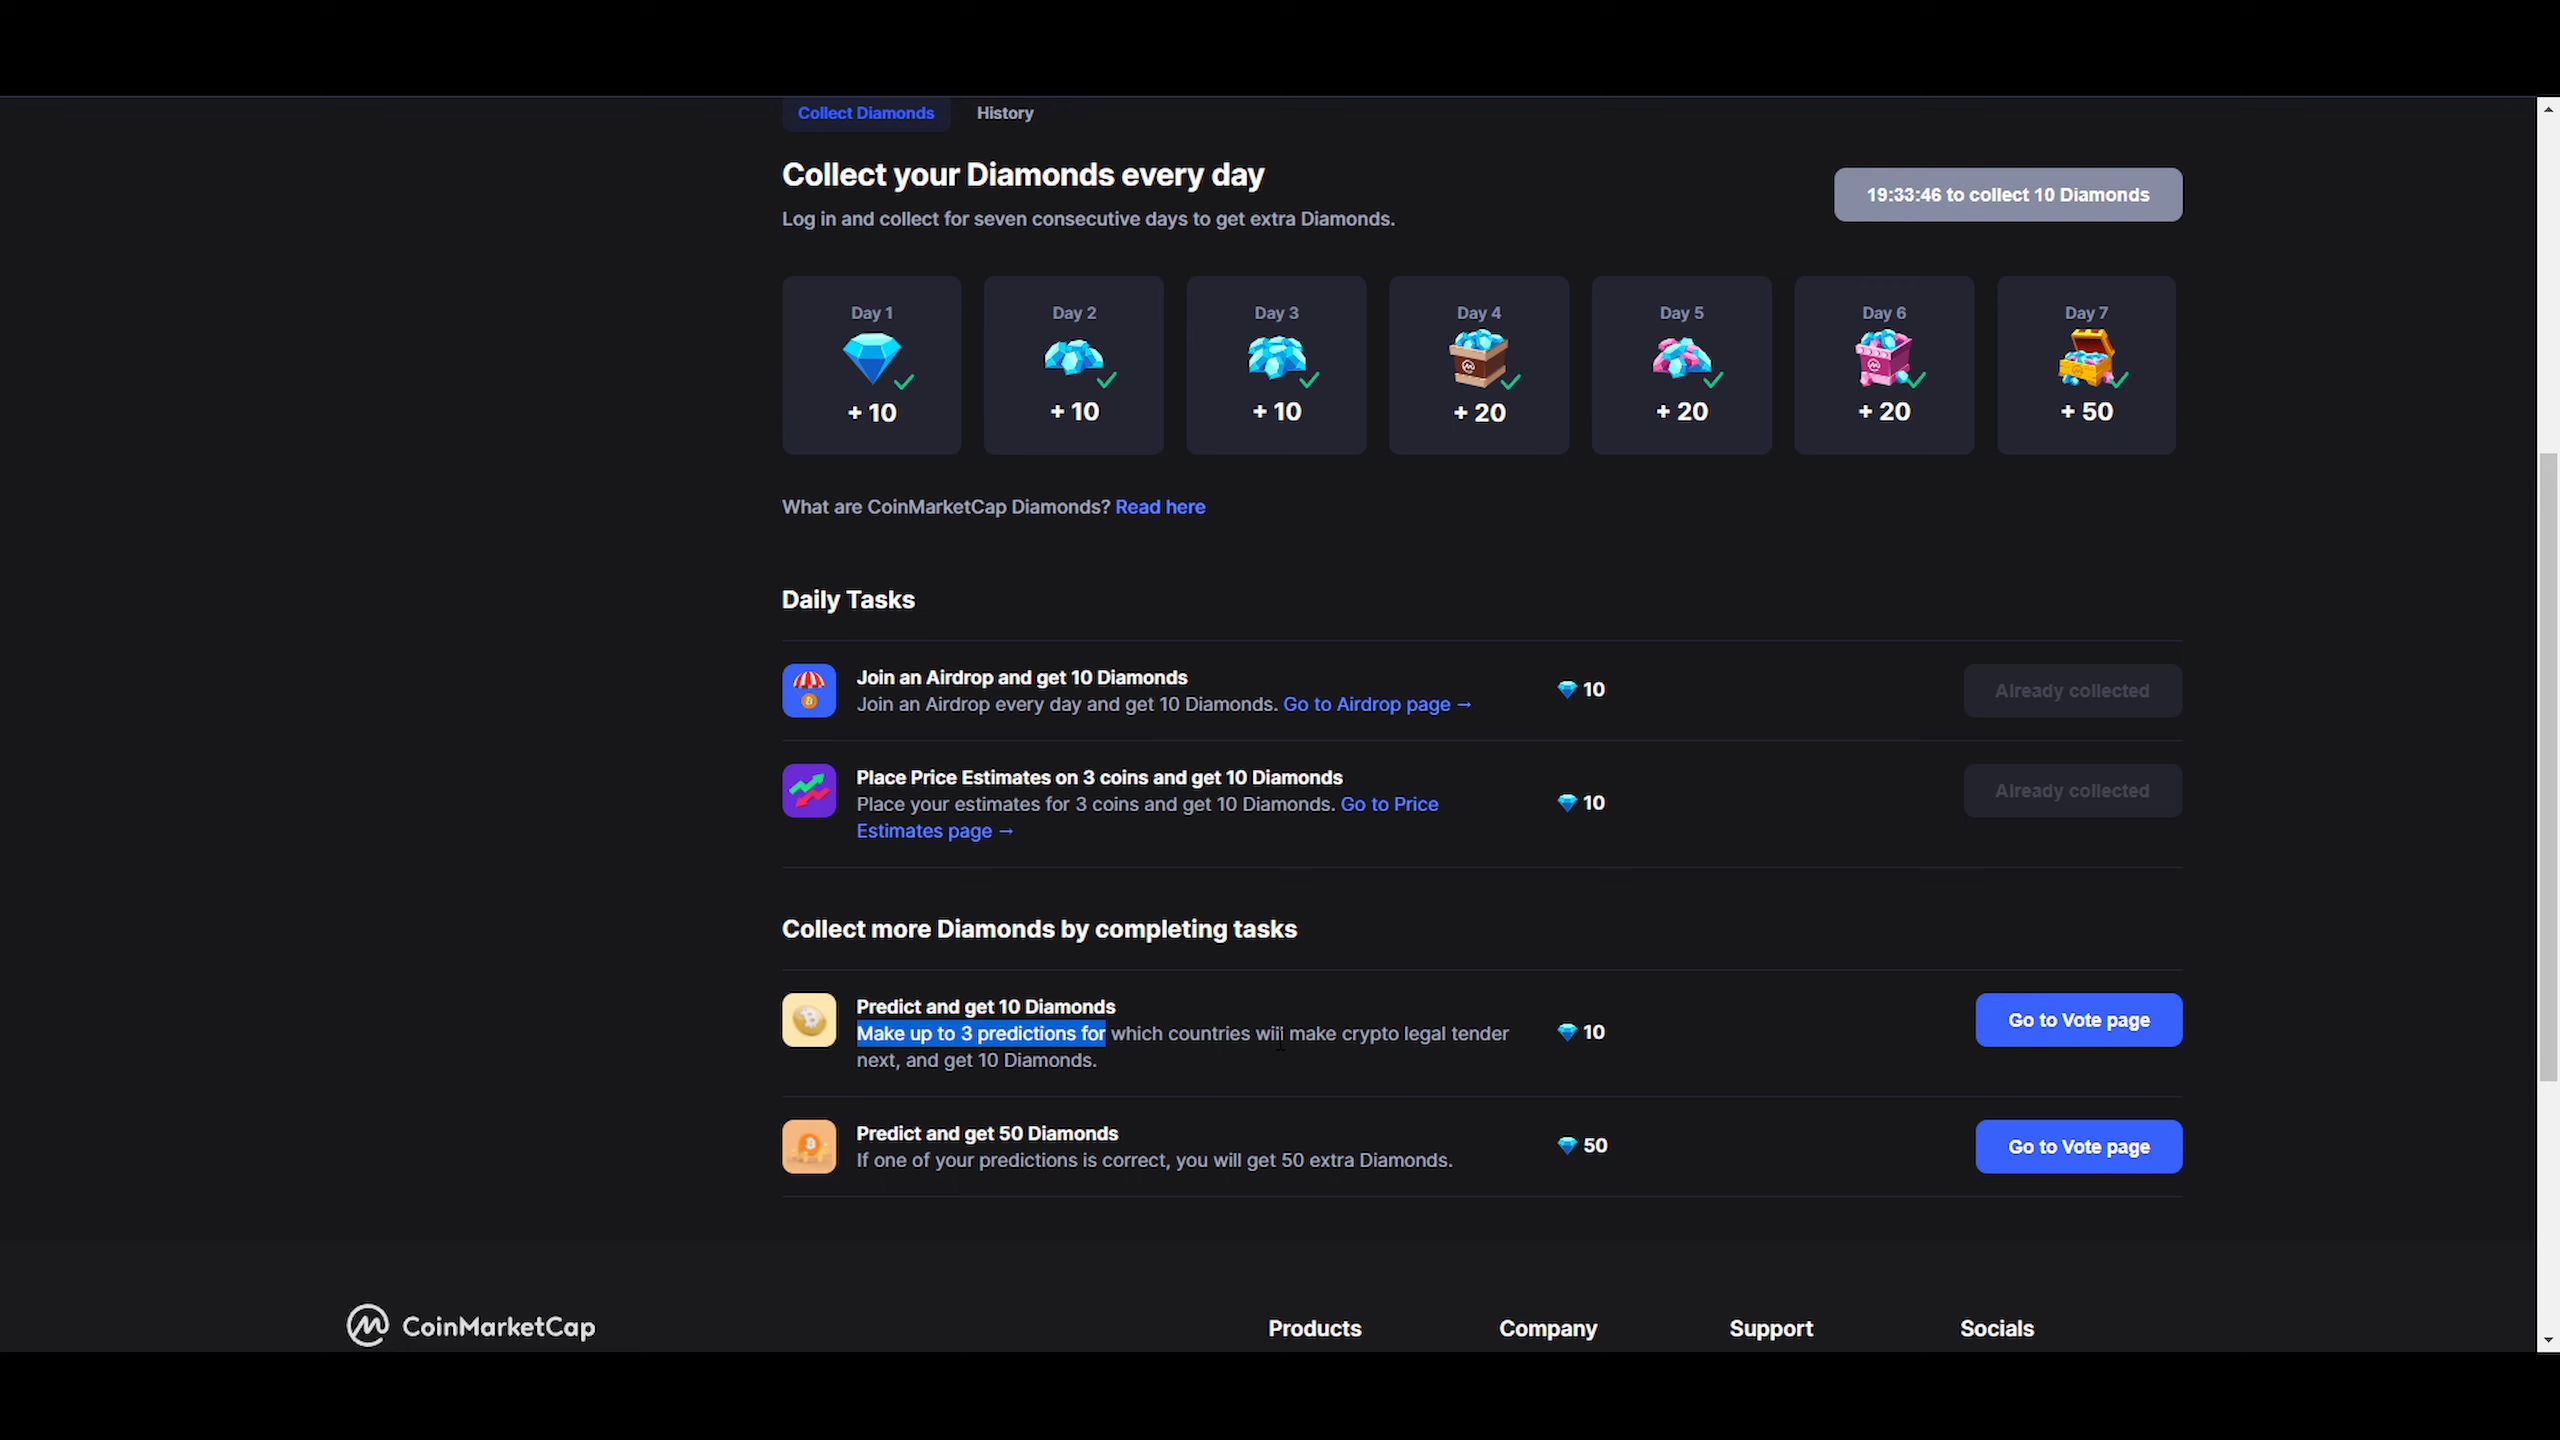 Collect Diamonds
History
Collect your Diamonds every day
Log in and collect for seven consecutive days to get extra Diamonds.
19:33:46 to collect 10 Diamonds
Day 1
Day 2
Day 3
Day 4
Day 5
Day 6
Day 7
+ 10
+ 10
+ 10
+ 20
+ 20
+ 20
+ 50
What are CoinMarketCap Diamonds? Read here
Daily Tasks
Join an Airdrop and get 10 Diamonds
Join an Airdrop every day and get 10 Diamonds. Go to Airdrop page →
10
Already collected
Place Price Estimates on 3 coins and get 10 Diamonds
Place your estimates for 3 coins and get 10 Diamonds. Go to Price
Estimates page →
10
Already collected
Collect more Diamonds by completing tasks
Predict and get 10 Diamonds
Make up to 3 predictions for which countries will make crypto legal tender
next, and get 10 Diamonds.
10
Go to Vote page
Predict and get 50 Diamonds
If one of your predictions is correct, you will get 50 extra Diamonds.
50
Go to Vote page
CoinMarketCap
Products
Company
Support
Socials